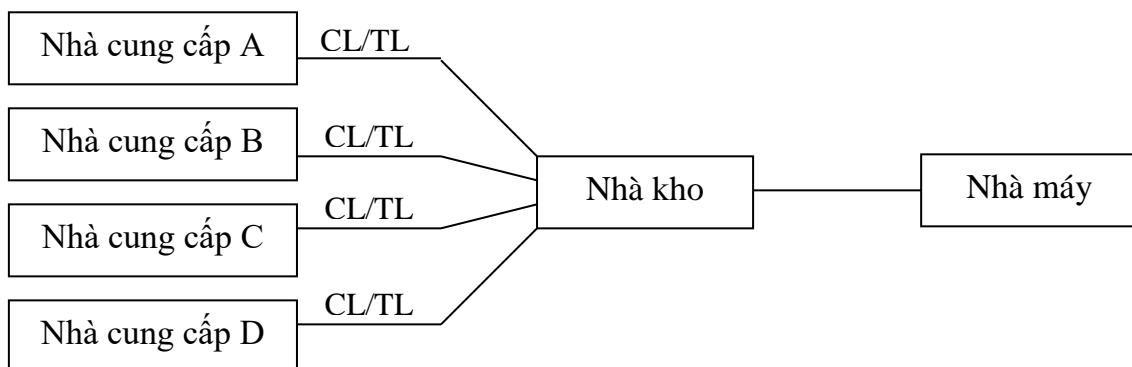 Nhà cung cấp A
CL/TL
Nhà cung cấp B
CL/TL
Nhà kho
Nhà máy
Nhà cung cấp C
CL/TL
Nhà cung cấp D
CL/TL